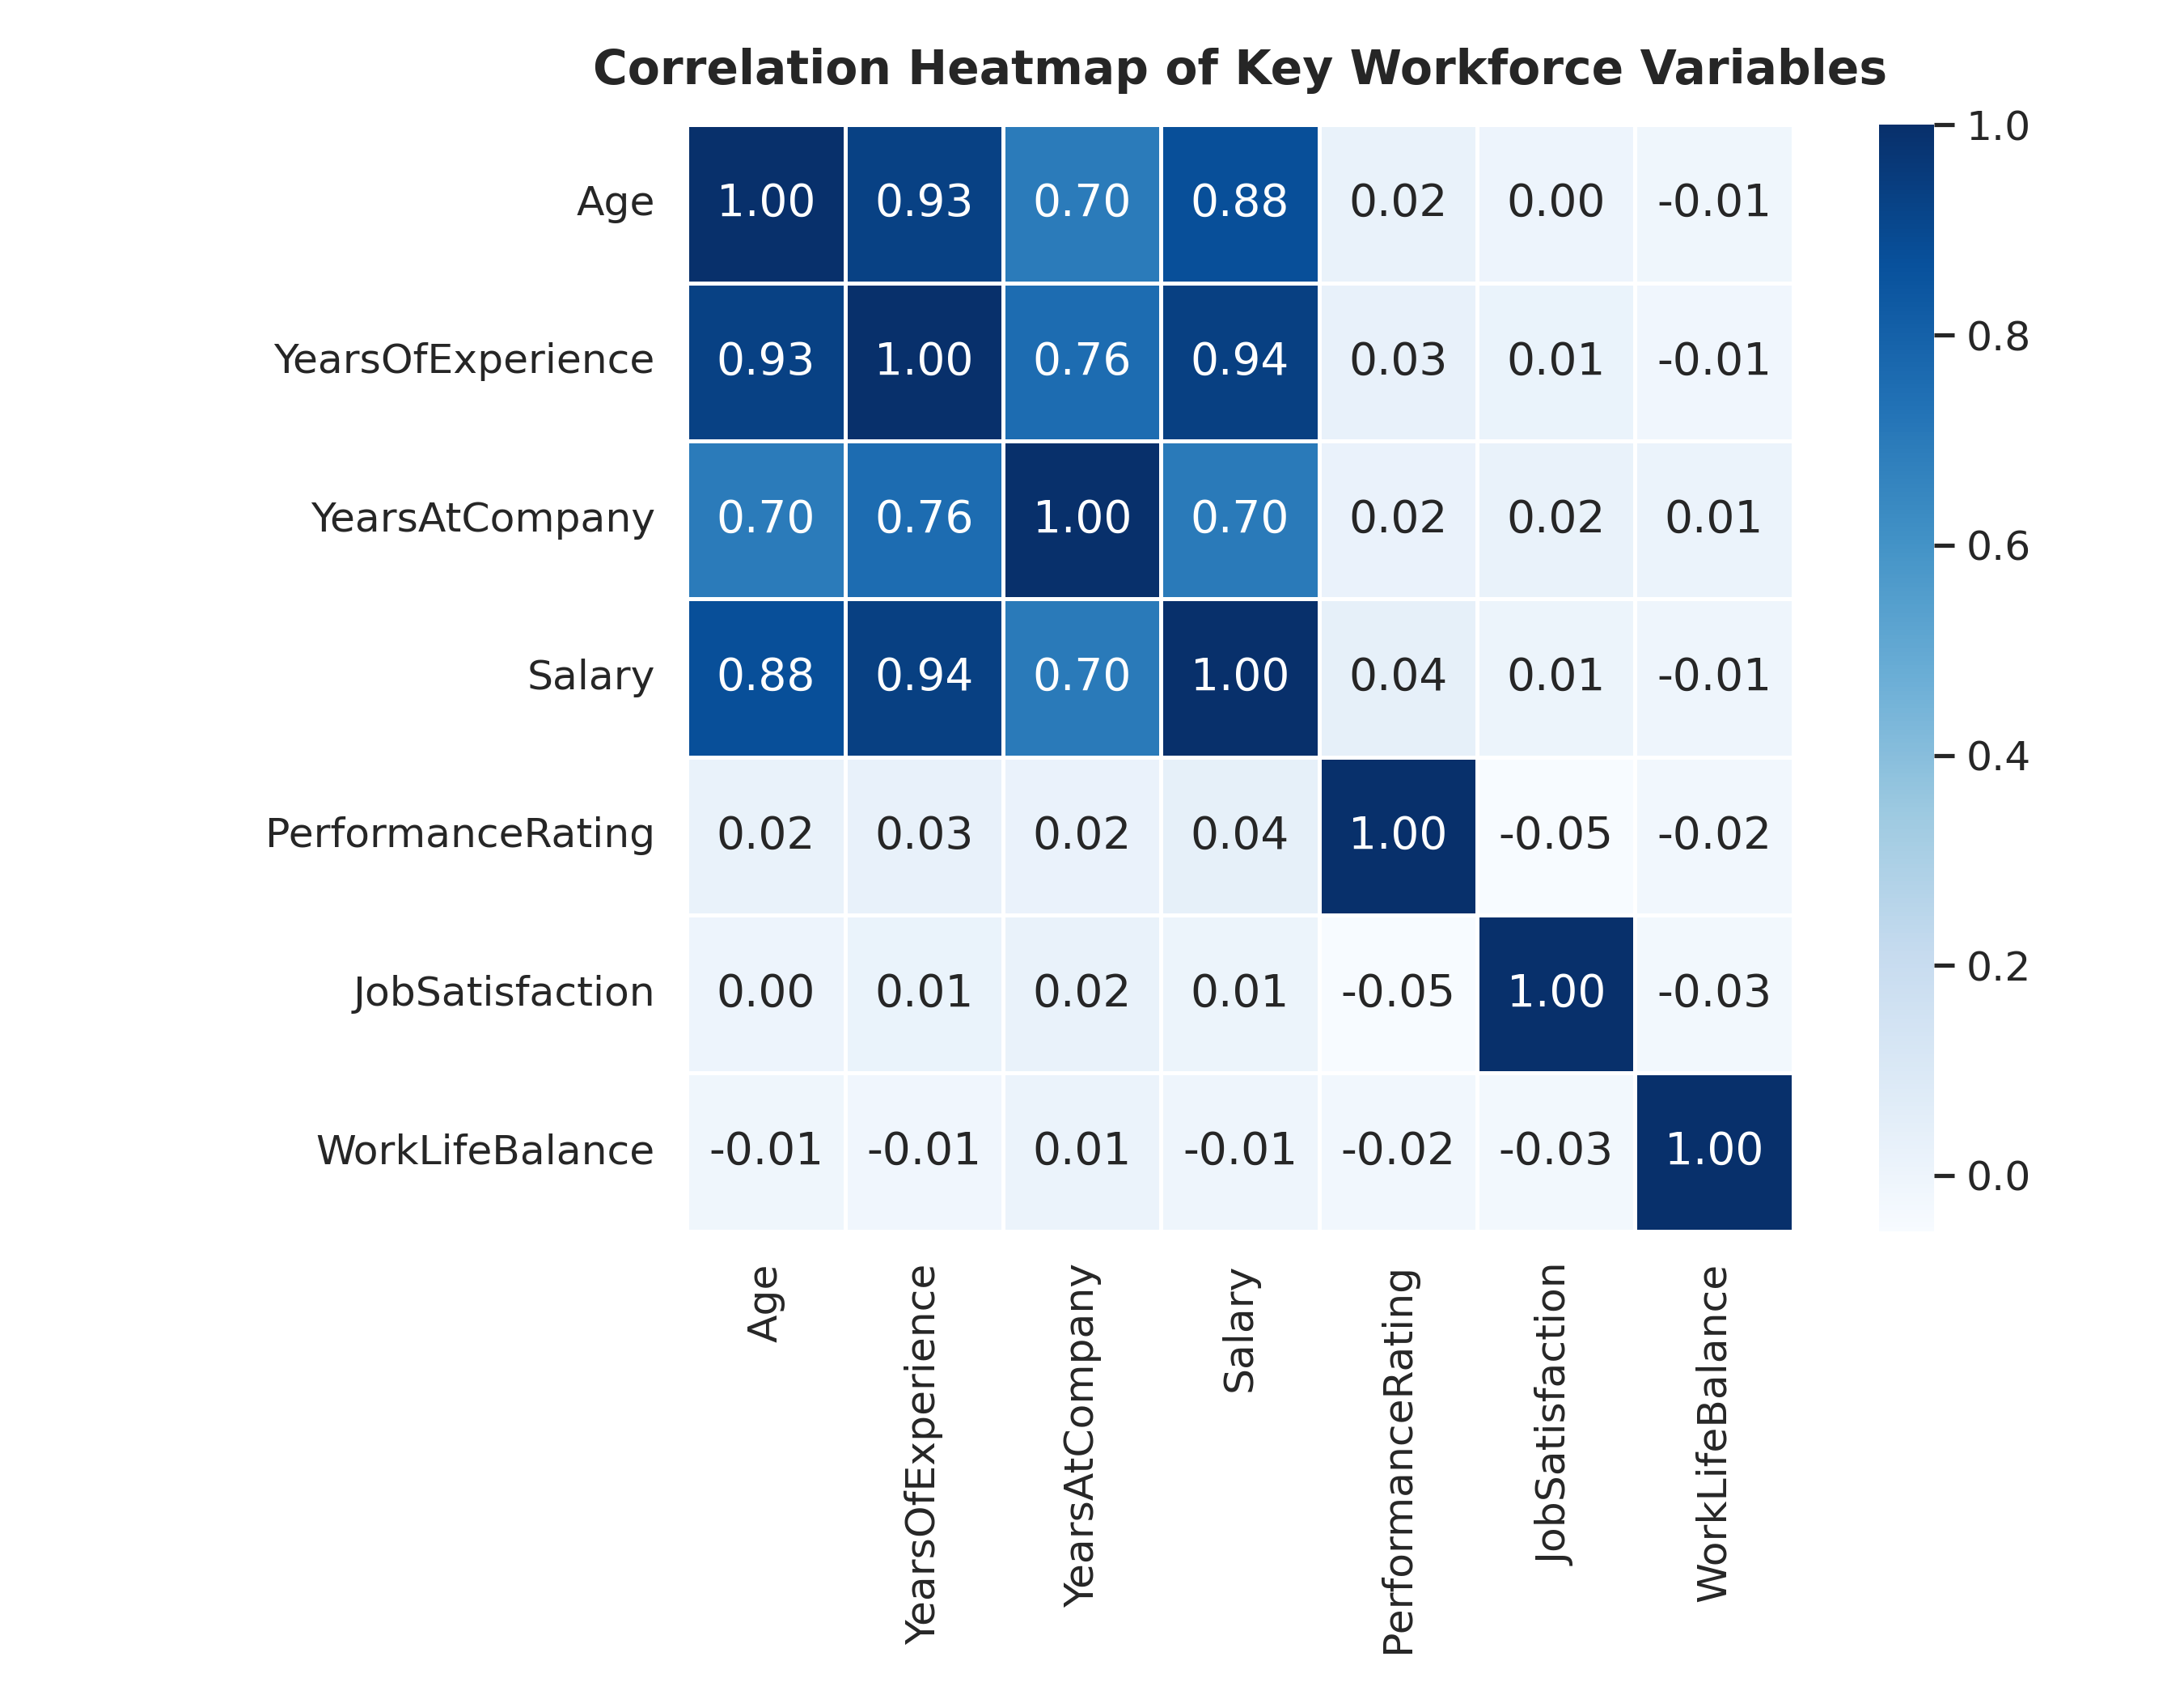 Correlation Heatmap of Key Workforce Variables
Age 1.00 0.93 0.70 0.88 0.02 0.00 -0.01
YearsOfExperience 0.93 1.00 0.76 0.94 0.03 0.01 -0.01
YearsAtCompany 0.70 0.76 1.00 0.70 0.02 0.02 0.01
Salary 0.88 0.94 0.70 1.00 0.04 0.01 -0.01
PerformanceRating 0.02 0.03 0.02 0.04 1.00 -0.05 -0.02
JobSatisfaction 0.00 0.01 0.02 0.01 -0.05 1.00 -0.03
WorkLifeBalance -0.01 -0.01 0.01 -0.01 -0.02 -0.03 1.00
Age
YearsOfExperience
YearsAtCompany
Salary
PerformanceRating
JobSatisfaction
WorkLifeBalance
1.0
0.8
0.6
0.4
0.2
0.0